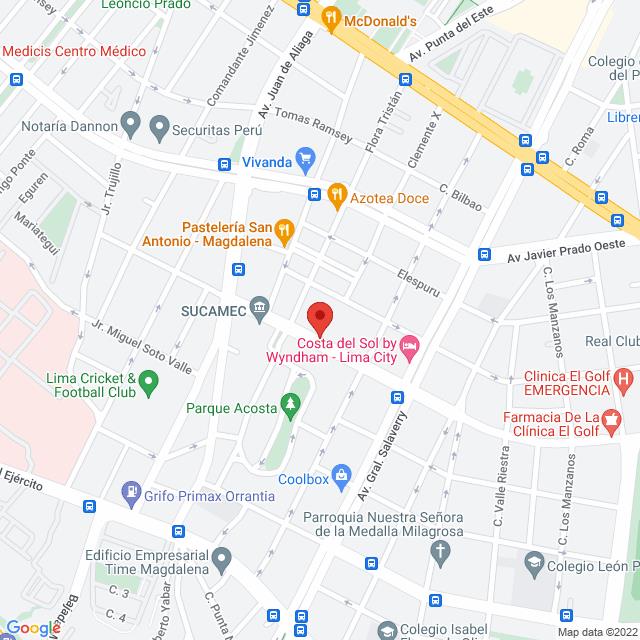 Leoncio Prado
McDonald's
Av. Punta del Este
Medicis Centro Médico
Comandante Jimenez
Av. Juan de Aliaga
Colegio
del P
Flora Tristán
Clemente X
Tomas Ramsey
Librer
Notaría Dannon
Securitas Perú
C. Roma
Vivanda
C. Bilbao
Azotea Doce
Eguren
Mariategui
Jr. Trujillo
Pastelería San
Antonio - Magdalena
Av Javier Prado Oeste
Elespuru
C. Los Manzanos
SUCAMEC
Jr. Miguel Soto Valle
Costa del Sol by
Wyndham - Lima City
Real Club
Lima Cricket &
Football Club
Clinica El Golf
EMERGENCIA
Parque Acosta
Farmacia De La
Clínica El Golf
Av. Gral. Salaverry
Coolbox
C. Valle Riestra
C. Los Manzanos
l Ejército
Grifo Primax Orrantia
Parroquia Nuestra Señora
de la Medalla Milagrosa
Edificio Empresarial
Time Magdalena
Colegio León P
C. 3
C. 4
Google
Colegio Isabel
Map data ©2022